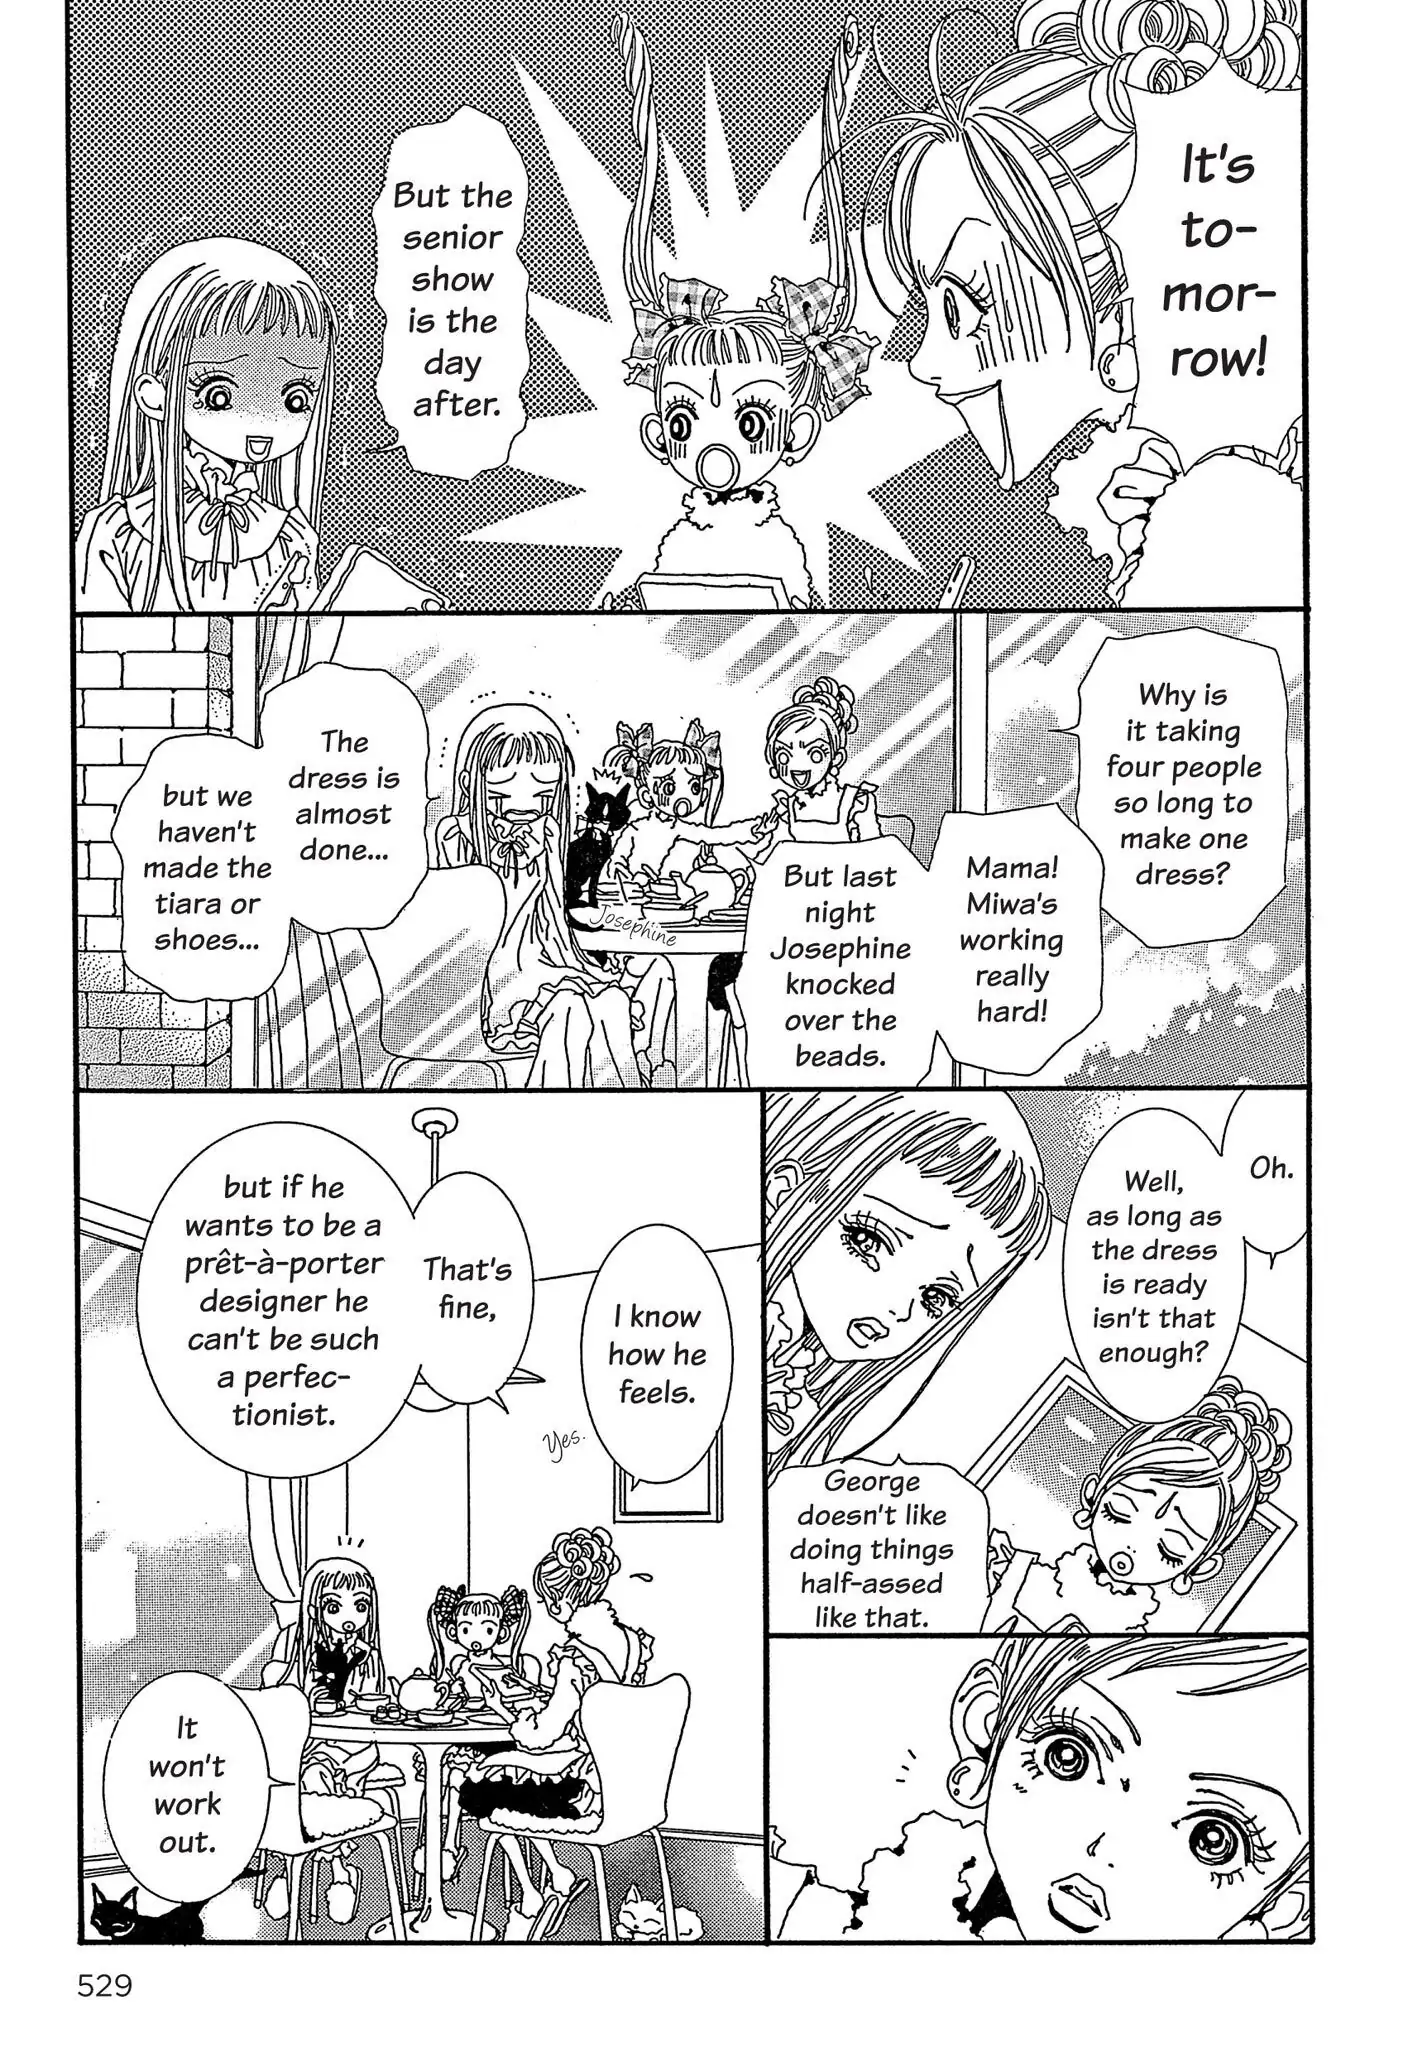 It's
to-
mor-
row!
But the
senior
show
is the
day
after.
Why is
it taking
four people
so long to
make one
dress?
Mama!
Miwa's
working
really
hard!
But last
night
Josephine
knocked
over the
beads.
Josephine
The
dress is
almost
done...
but we
haven't
made the
tiara or
shoes...
Oh.
Well,
as long as
the dress
is ready
isn't that
enough?
George
doesn't like
doing things
half-assed
like that.
I know
how he
feels.
Yes.
That's
fine,
but if he
wants to be a
prêt-à-porter
designer he
can't be such
a perfec-
tionist.
It
won't
work
out.
529